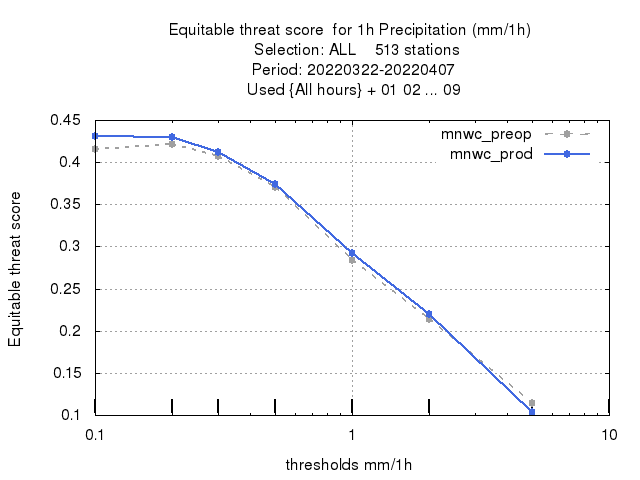 Equitable threat score  for 1h Precipitation (mm/1h)
Selection: ALL    513 stations
Period: 20220322-20220407
Used {All hours} + 01 02 ... 09
mnwc_preop
mnwc_prod
Equitable threat score
0.45
0.4
0.35
0.3
0.25
0.2
0.15
0.1
0.1 1 10
thresholds mm/1h